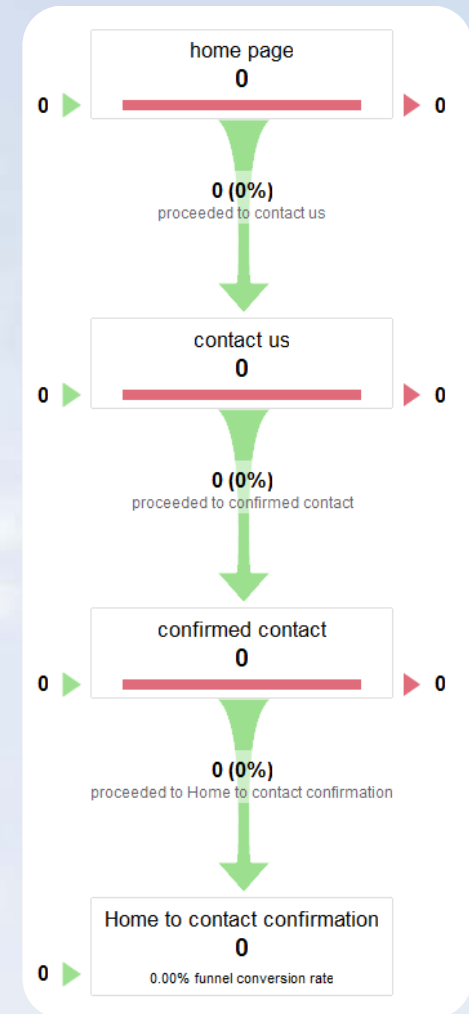 home page
0
0
0
0 (0%)
proceeded to contact us
contact us
0
0
0
0 (0%)
proceeded to confirmed contact
confirmed contact
0
0
0
0 (0%)
proceeded to Home to contact confirmation
Home to contact confirmation
0
0
0.00% funnel conversion rate